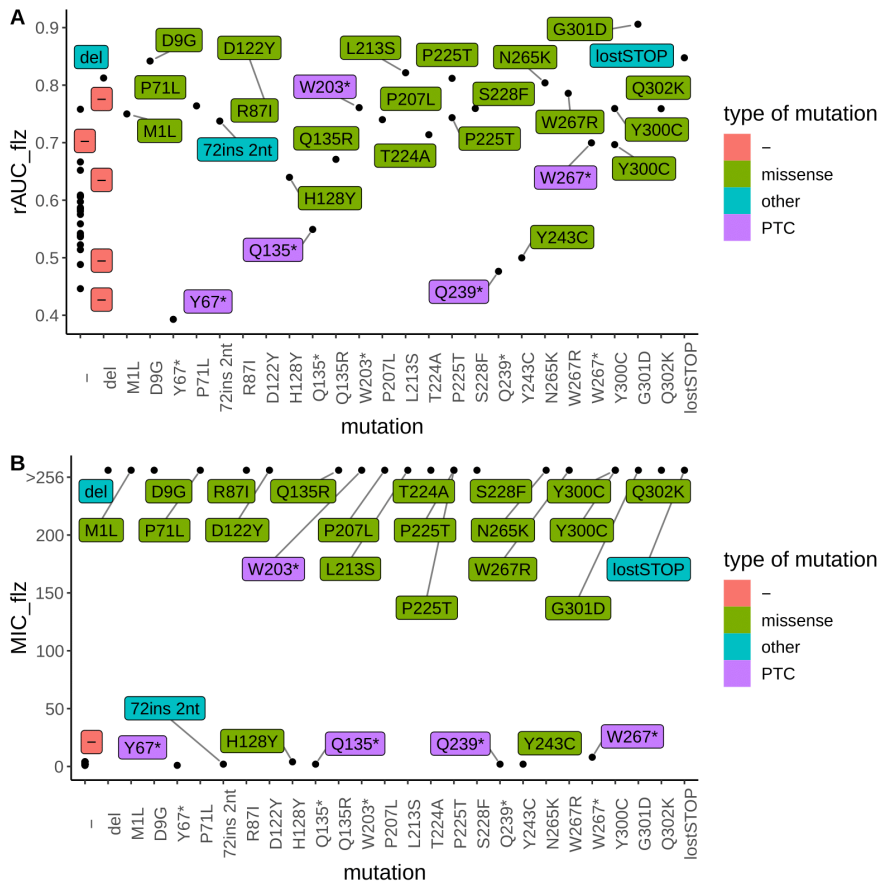 A
0.9
0.8
0.7
0.6
0.5
0.4
rAUC_flz
del
–
–
–
–
–
D9G
P71L
M1L
Y67*
D122Y
R87I
72ins 2nt
Q135R
H128Y
Q135*
L213S
W203*
P207L
T224A
P225T
S228F
P225T
Q239*
Y243C
N265K
W267R
W267*
G301D
lostSTOP
Q302K
Y300C
Y300C
–
del
M1L
D9G
Y67*
P71L
72ins 2nt
R87I
D122Y
H128Y
Q135*
Q135R
W203*
P207L
L213S
T224A
P225T
S228F
Q239*
Y243C
N265K
W267R
W267*
Y300C
G301D
Q302K
lostSTOP
mutation
type of mutation
–
missense
other
PTC
B
>256
200
150
100
50
0
MIC_flz
del
D9G
R87I
Q135R
T224A
S228F
Y300C
Q302K
M1L
P71L
D122Y
P207L
P225T
N265K
Y300C
W203*
L213S
W267R
lostSTOP
P225T
G301D
72ins 2nt
–
Y67*
H128Y
Q135*
Q239*
Y243C
W267*
–
del
M1L
D9G
Y67*
P71L
72ins 2nt
R87I
D122Y
H128Y
Q135*
Q135R
W203*
P207L
L213S
T224A
P225T
S228F
Q239*
Y243C
N265K
W267R
W267*
Y300C
G301D
Q302K
lostSTOP
mutation
type of mutation
–
missense
other
PTC